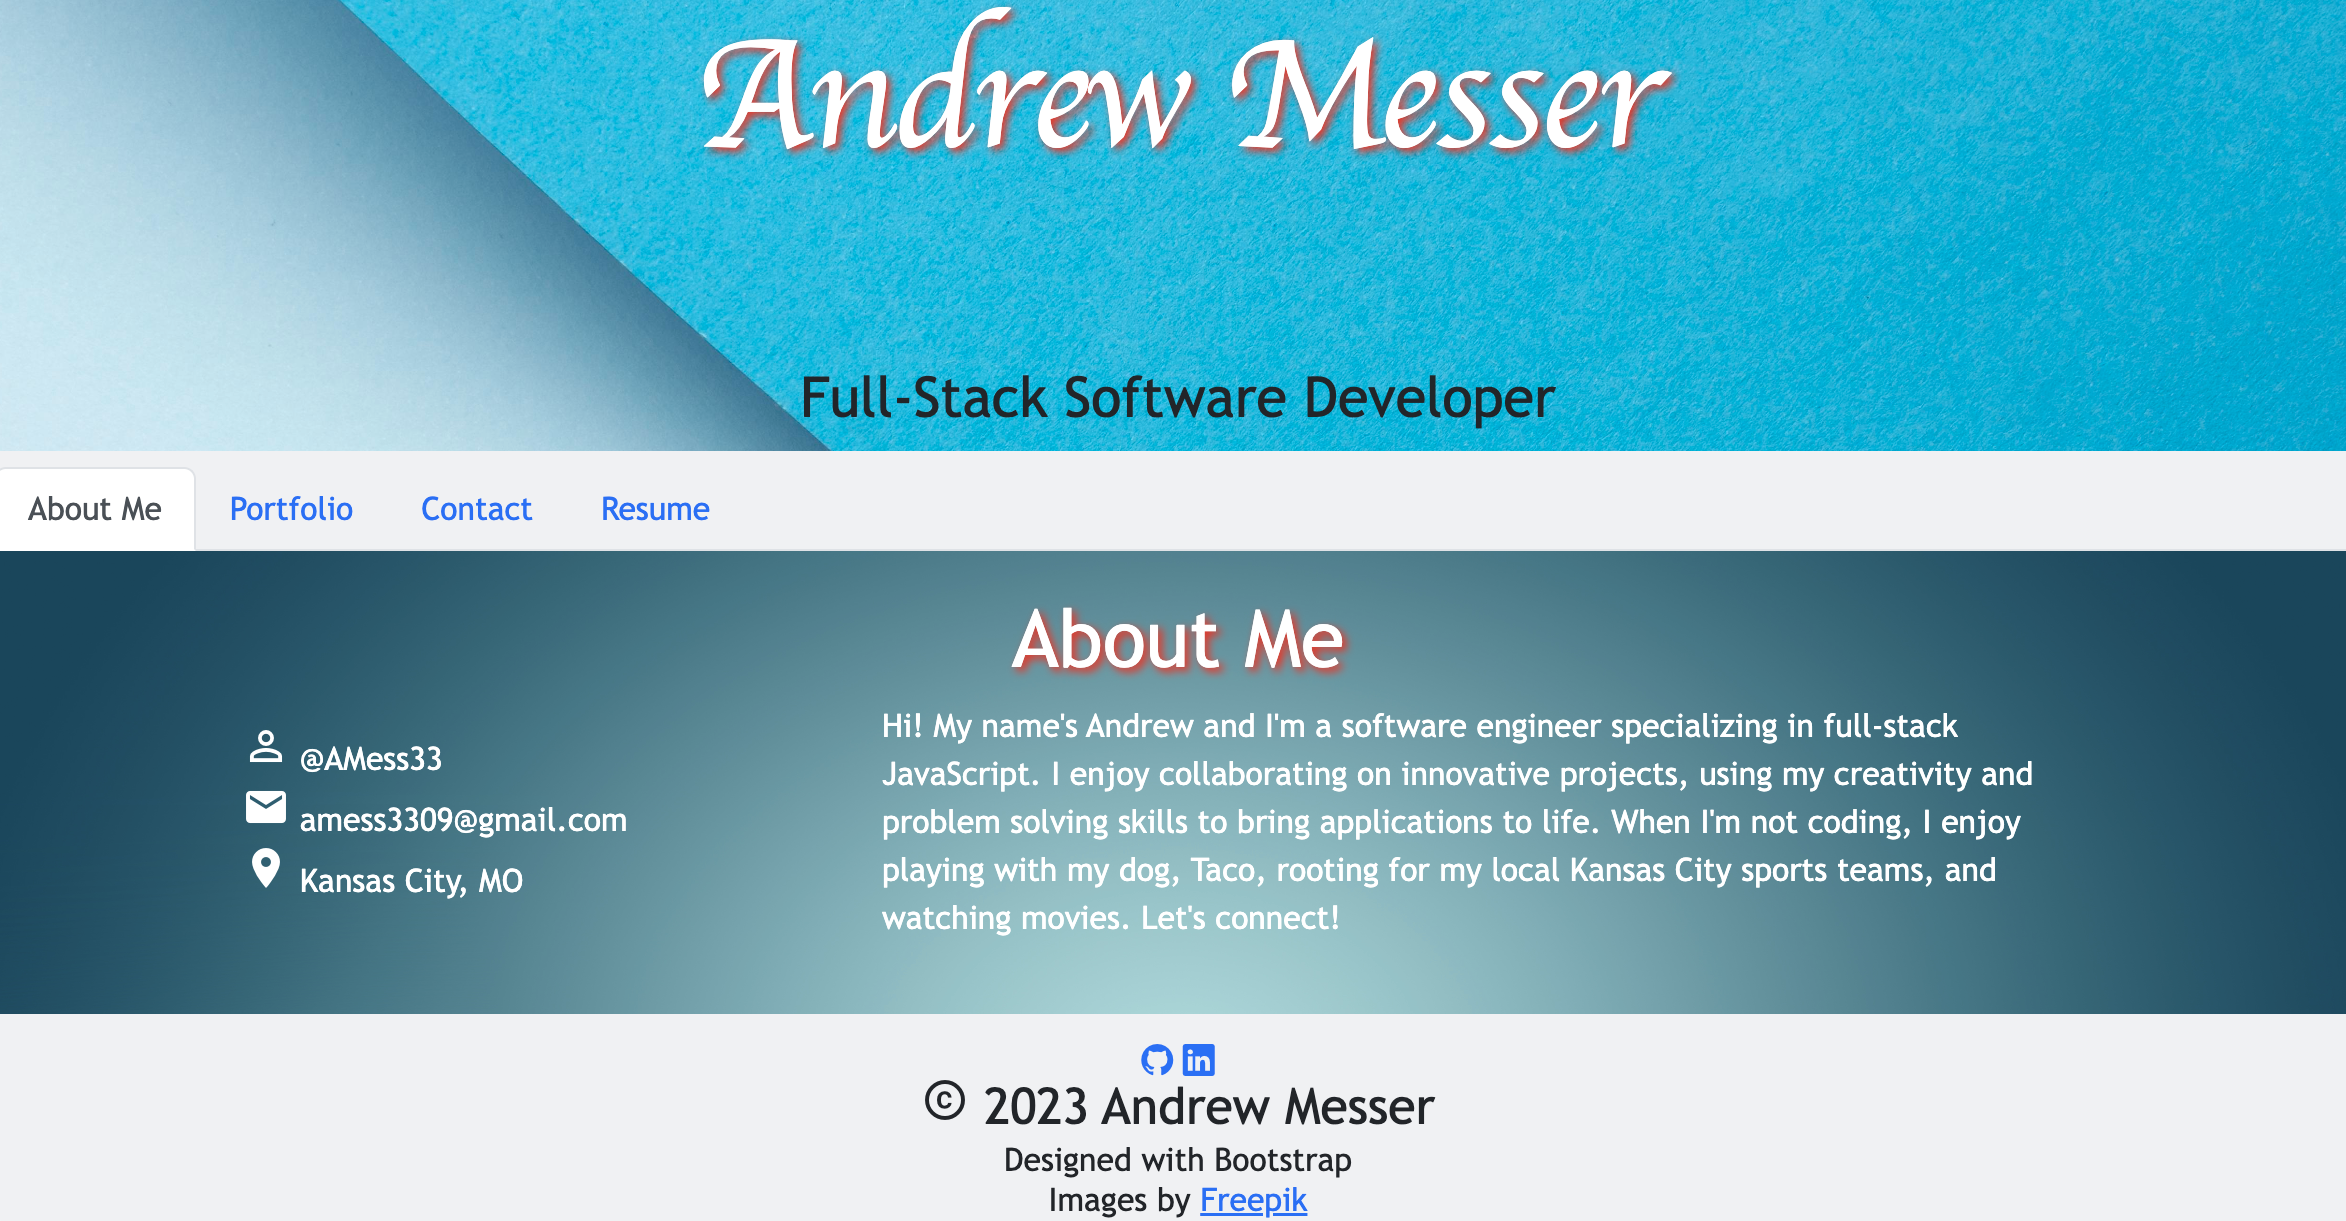 Andrew Messer
Full-Stack Software Developer
About Me
Portfolio
Contact
Resume
About Me
@AMess33
amess3309@gmail.com
Kansas City, MO
Hi! My name's Andrew and I'm a software engineer specializing in full-stack
JavaScript. I enjoy collaborating on innovative projects, using my creativity and
problem solving skills to bring applications to life. When I'm not coding, I enjoy
playing with my dog, Taco, rooting for my local Kansas City sports teams, and
watching movies. Let's connect!
in
© 2023 Andrew Messer
Designed with Bootstrap
Images by Freepik